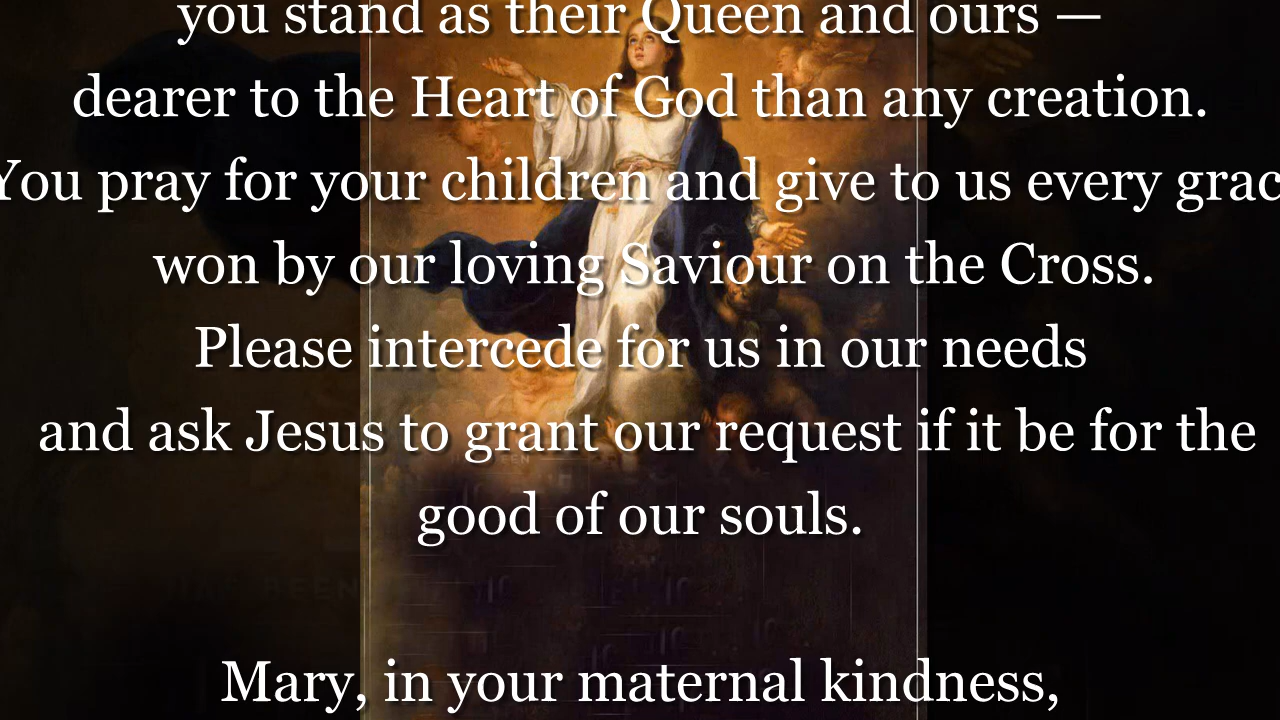 you stand as their Queen and ours —
dearer to the Heart of God than any creation.
You pray for your children and give to us every grac
won by our loving Saviour on the Cross.
Please intercede for us in our needs
and ask Jesus to grant our request if it be for the
good of our souls.
Mary, in your maternal kindness,